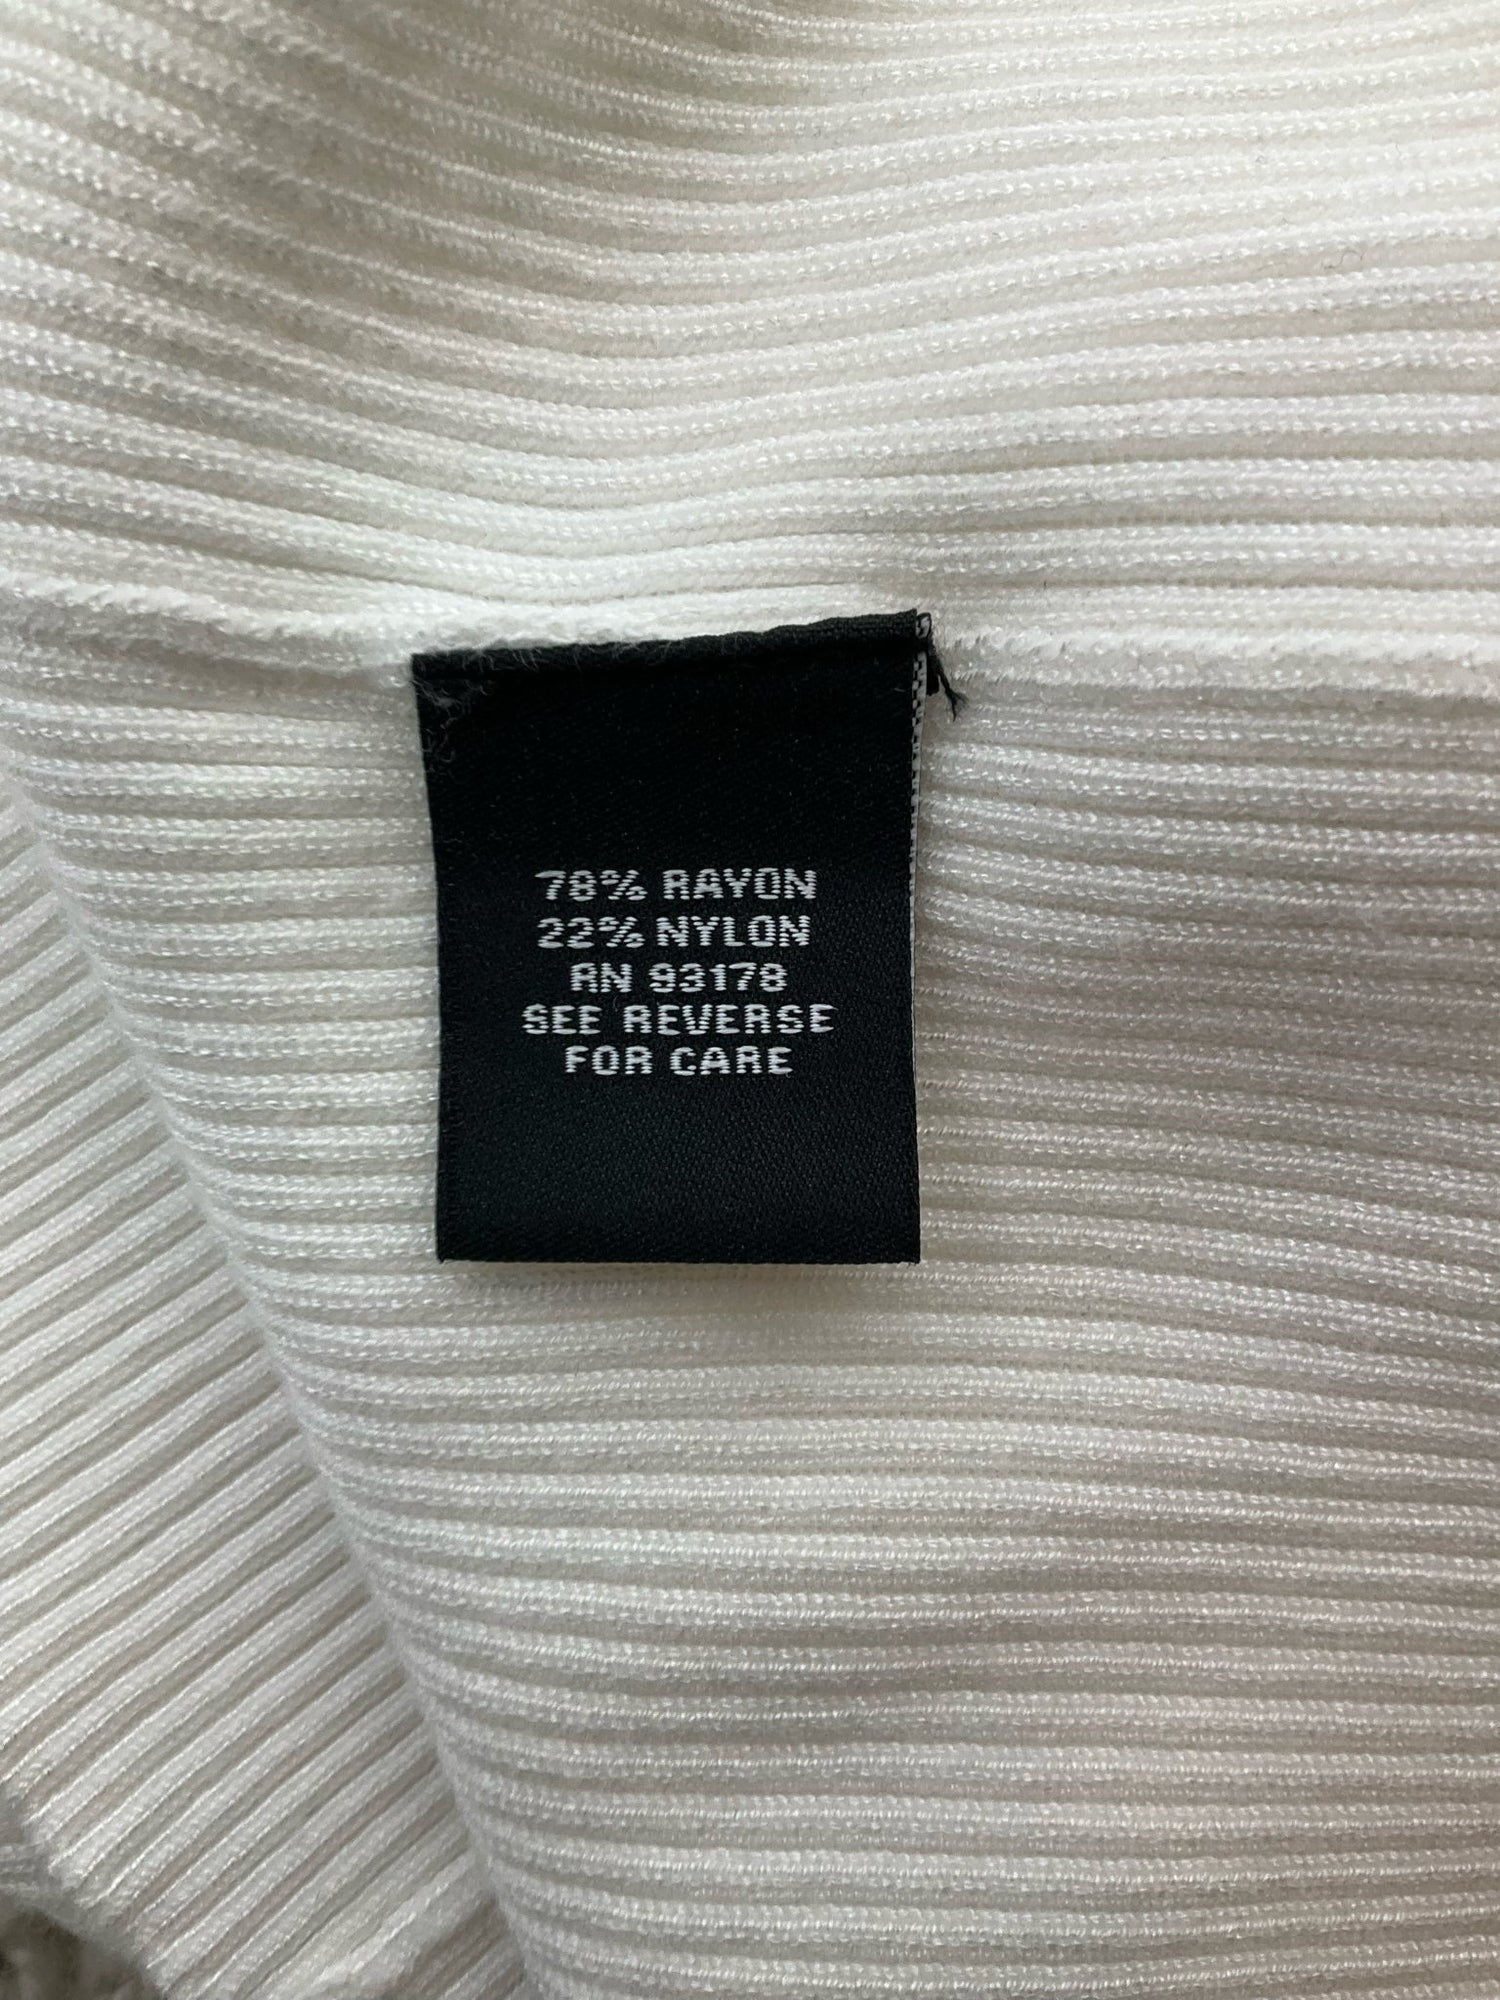 78% RAYON
22% NYLON
RN 93178
SEE REVERSE
FOR CARE